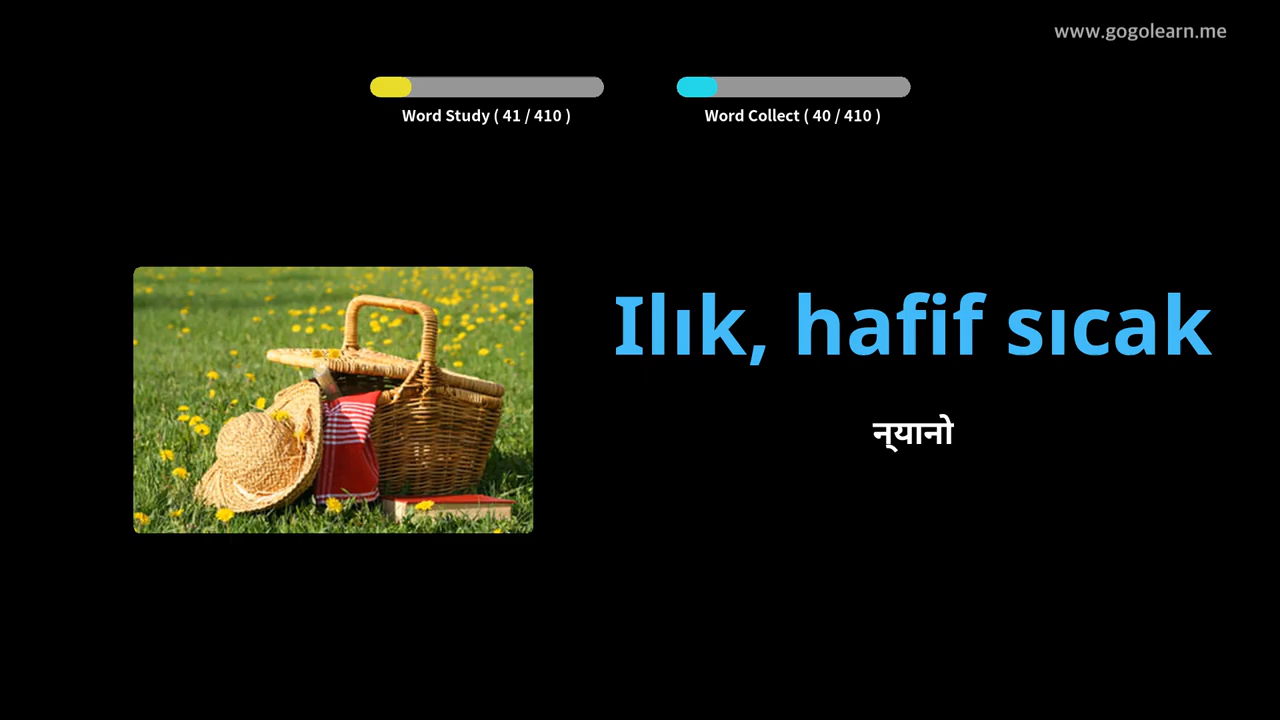 www.gogolearn.me
Word Study ( 41 / 410 )
Word Collect ( 40 / 410 )
Ilık, hafif sıcak
न्‌यानो